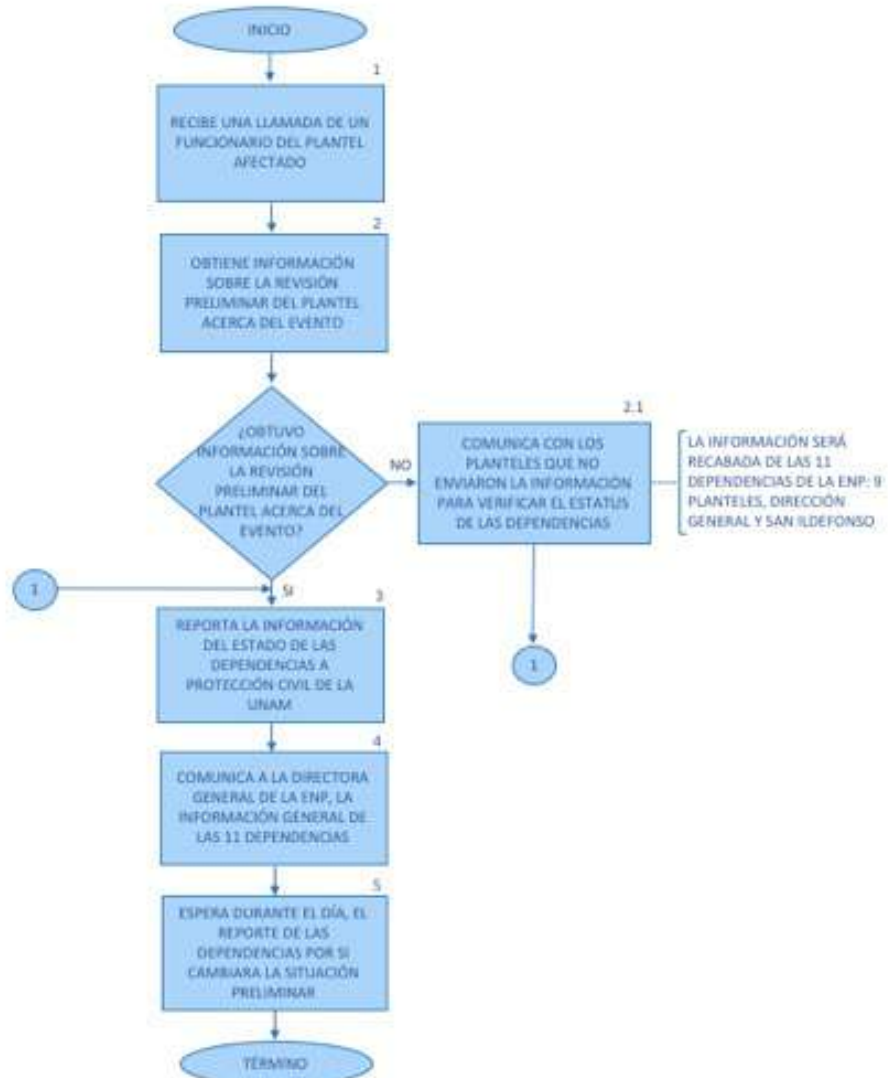 INICIO
1
RECIBE UNA LLAMADA DE UN
FUNCIONARIO DEL PLANTEL
AFECTADO
2
OBTIENE INFORMACIÓN
SOBRE LA REVISIÓN
PRELIMINAR DEL PLANTEL
ACERCA DEL EVENTO
¿OBTUVO
INFORMACIÓN SOBRE
LA REVISIÓN
PRELIMINAR DEL
PLANTEL ACERCA DEL
EVENTO?
NO
2.1
COMUNICA CON LOS
PLANTELES QUE NO
ENVIARON LA INFORMACIÓN
PARA VERIFICAR EL ESTATUS
DE LAS DEPENDENCIAS
LA INFORMACIÓN SERÁ
RECABADA DE LAS 11
DEPENDENCIAS DE LA ENP: 9
PLANTELES, DIRECCIÓN
GENERAL Y SAN ILDEFONSO
1
SI
3
REPORTA LA INFORMACIÓN
DEL ESTADO DE LAS
DEPENDENCIAS A
PROTECCIÓN CIVIL DE LA
UNAM
1
4
COMUNICA A LA DIRECTORA
GENERAL DE LA ENP, LA
INFORMACIÓN GENERAL DE
LAS 11 DEPENDENCIAS
5
ESPERA DURANTE EL DÍA, EL
REPORTE DE LAS
DEPENDENCIAS POR SI
CAMBIARA LA SITUACIÓN
PRELIMINAR
TÉRMINO